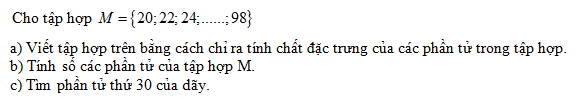 Cho tập hợp M = {20; 22; 24;......; 98}
a) Viết tập hợp trên bằng cách chỉ ra tính chất đặc trưng của các phần tử trong tập hợp.
b) Tính số các phần tử của tập hợp M.
c) Tìm phần tử thứ 30 của dãy.